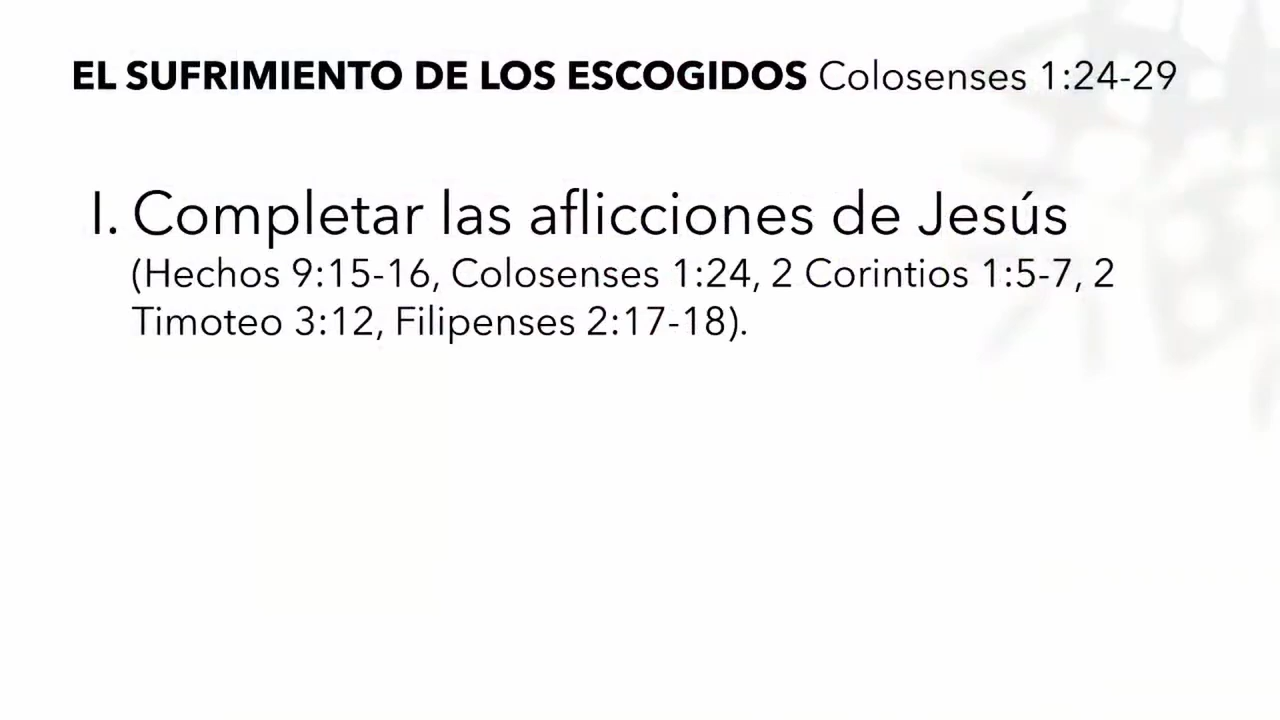 EL SUFRIMIENTO DE LOS ESCOGIDOS Colosenses 1:24-29
I. Completar las aflicciones de Jesús
(Hechos 9:15-16, Colosenses 1:24, 2 Corintios 1:5-7, 2
Timoteo 3:12, Filipenses 2:17-18).